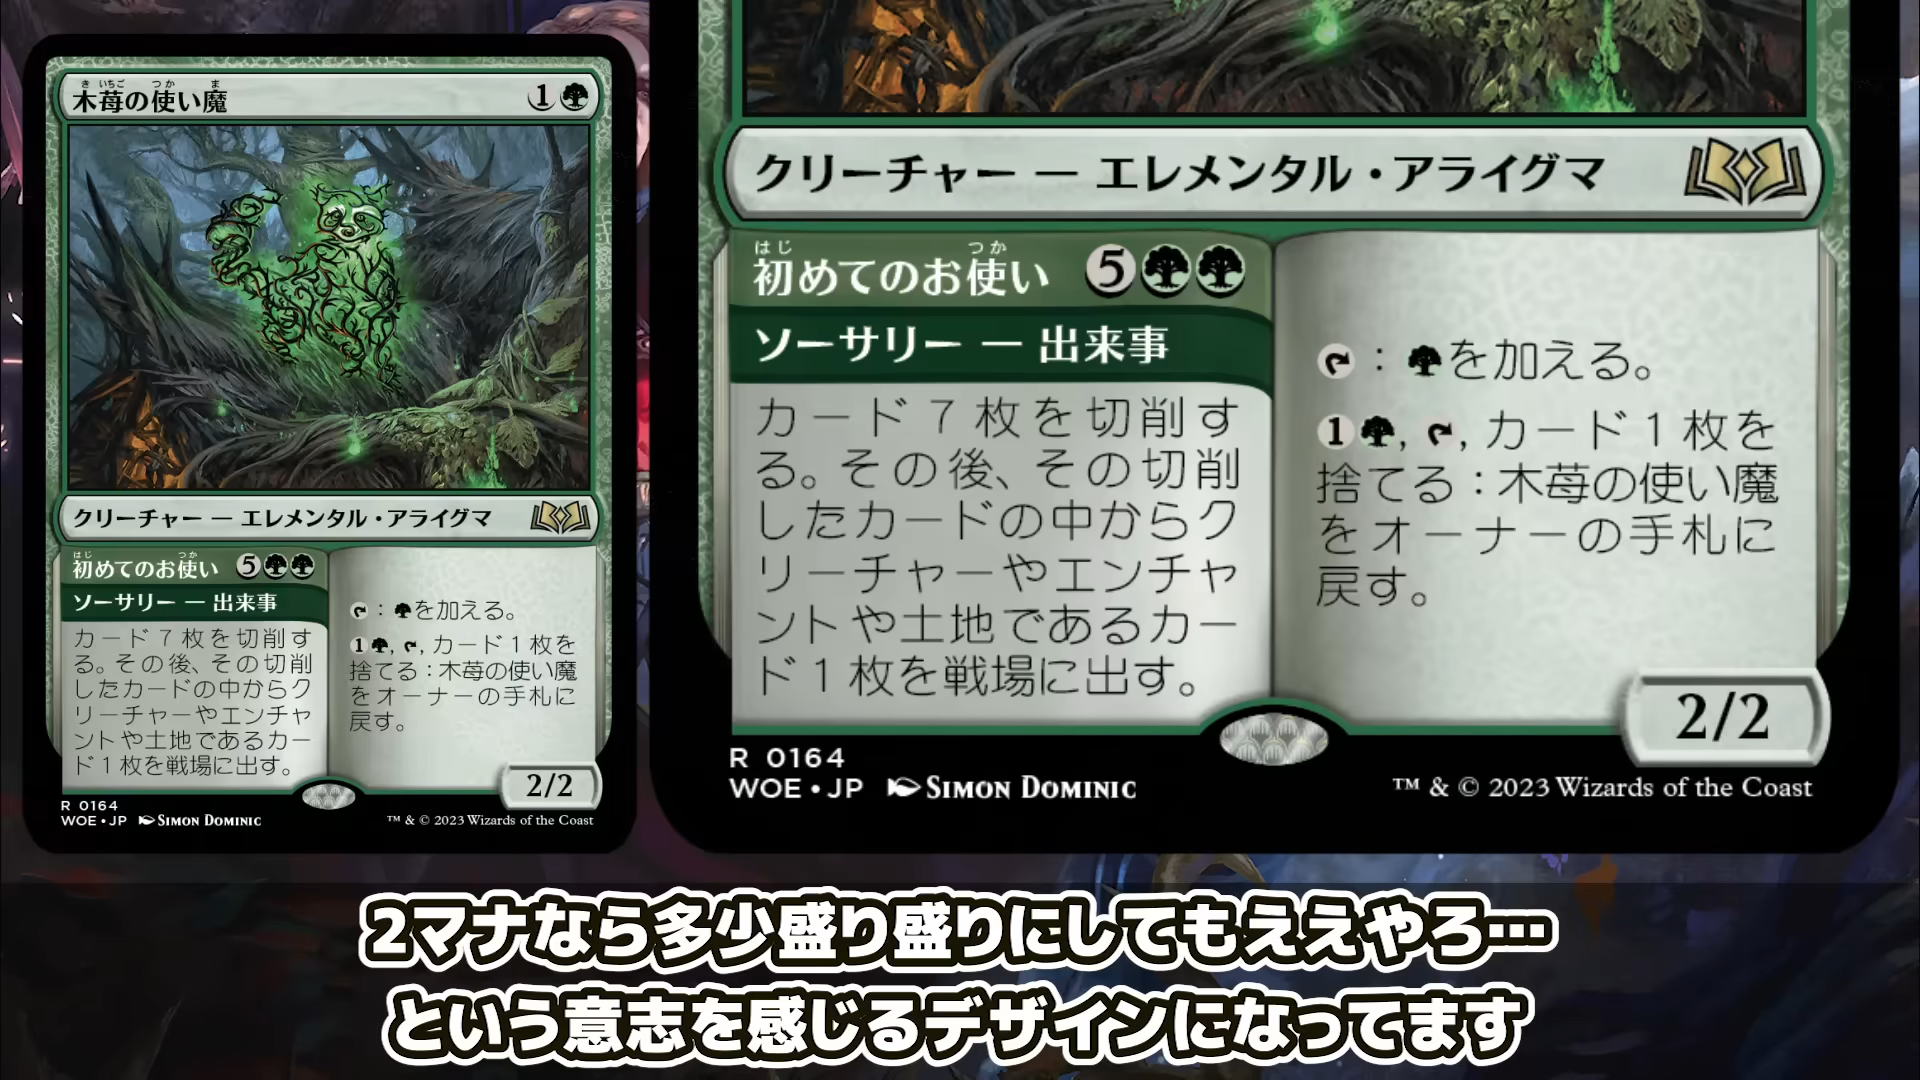 き いちご つか ま
木苺の使い魔 1
クリーチャー — エレメンタル・アライグマ
はじ つか
初めてのお使い 5
ソーサリー — 出来事
カード7枚を切削す
る。その後、その切削
したカードの中からク
リーチャーやエンチャ
ントや土地であるカー
ド1枚を戦場に出す。
:を加える。
1, , カード1枚を
捨てる:木苺の使い魔
をオーナーの手札に
戻す。
2/2
R 0164
WOE • JP SIMON DOMINIC
™ & © 2023 Wizards of the Coast
クリーチャー — エレメンタル・アライグマ
はじ つか
初めてのお使い 5
ソーサリー — 出来事
カード7枚を切削す
る。その後、その切削
したカードの中からク
リーチャーやエンチャ
ントや土地であるカー
ド1枚を戦場に出す。
:を加える。
1, , カード1枚を
捨てる:木苺の使い魔
をオーナーの手札に
戻す。
2/2
R 0164
WOE • JP SIMON DOMINIC
™ & © 2023 Wizards of the Coast
2マナなら多少盛り盛りにしてもええやろ…
という意志を感じるデザインになってます